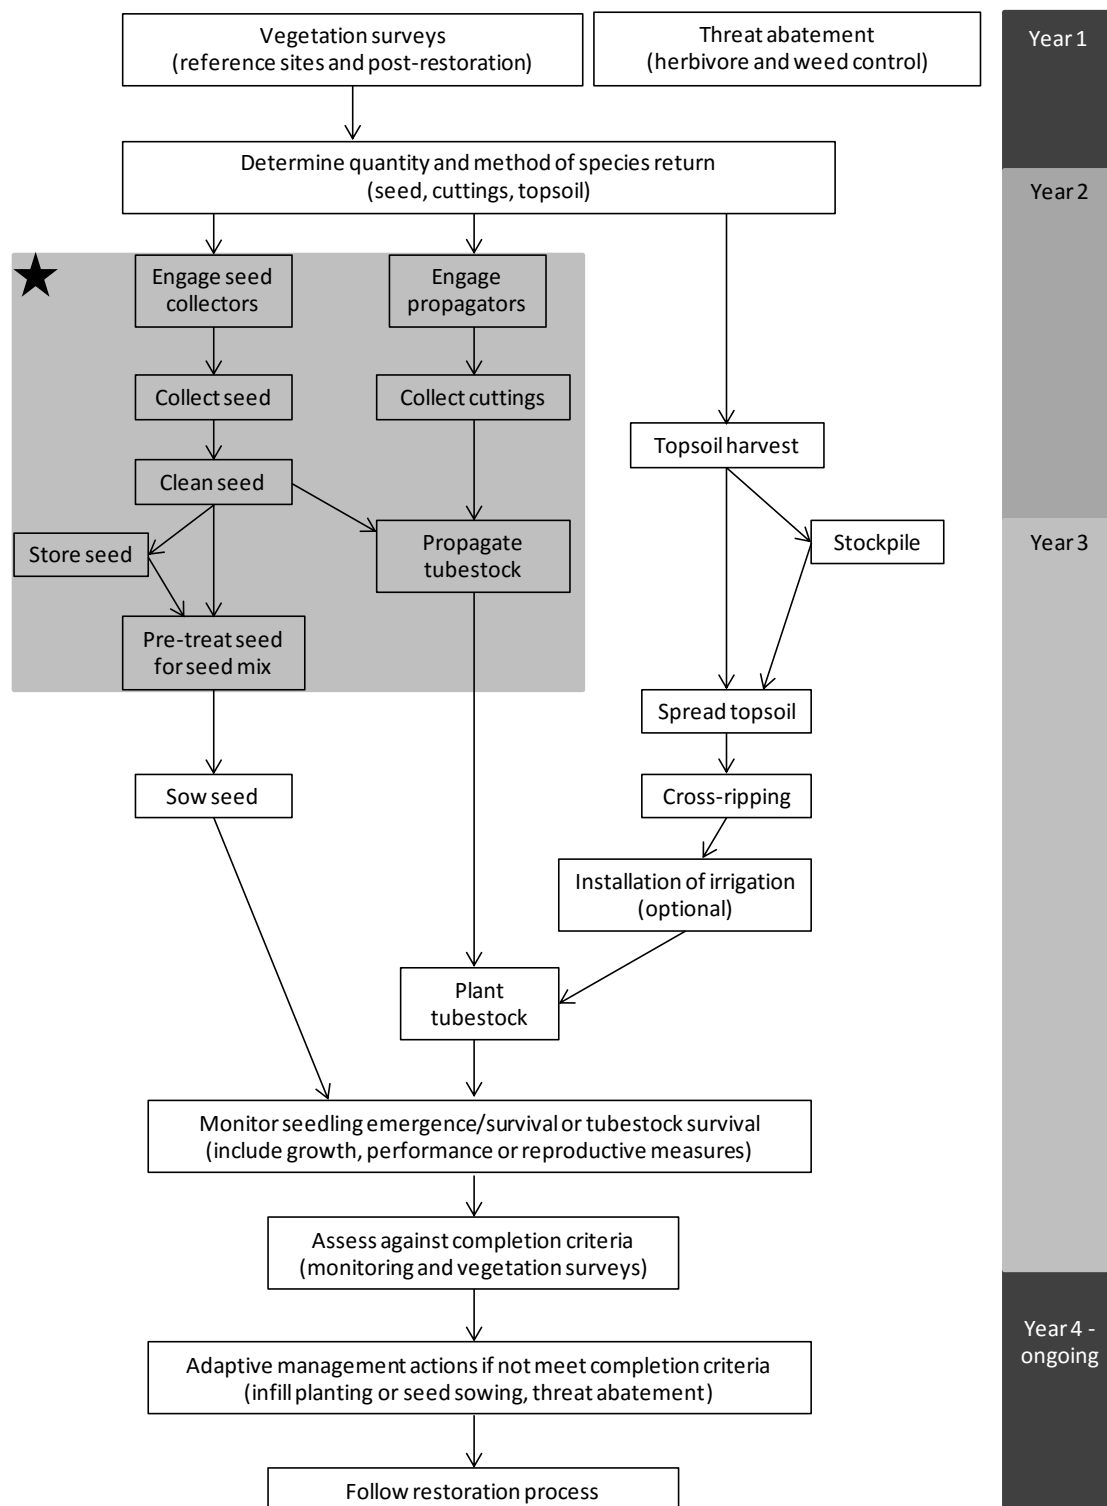 Vegetation surveys
(reference sites and post-restoration)
Threat abatement
(herbivore and weed control)
Year 1
Determine quantity and method of species return
(seed, cuttings, topsoil)
Year 2
Engage seed
collectors
Engage
propagators
Collect seed
Collect cuttings
Topsoil harvest
Clean seed
Store seed
Propagate
tubestock
Stockpile
Year 3
Pre-treat seed
for seed mix
Spread topsoil
Sow seed
Cross-ripping
Installation of irrigation
(optional)
Plant
tubestock
Monitor seedling emergence/survival or tubestock survival
(include growth, performance or reproductive measures)
Assess against completion criteria
(monitoring and vegetation surveys)
Year 4 -
ongoing
Adaptive management actions if not meet completion criteria
(infill planting or seed sowing, threat abatement)
Follow restoration process